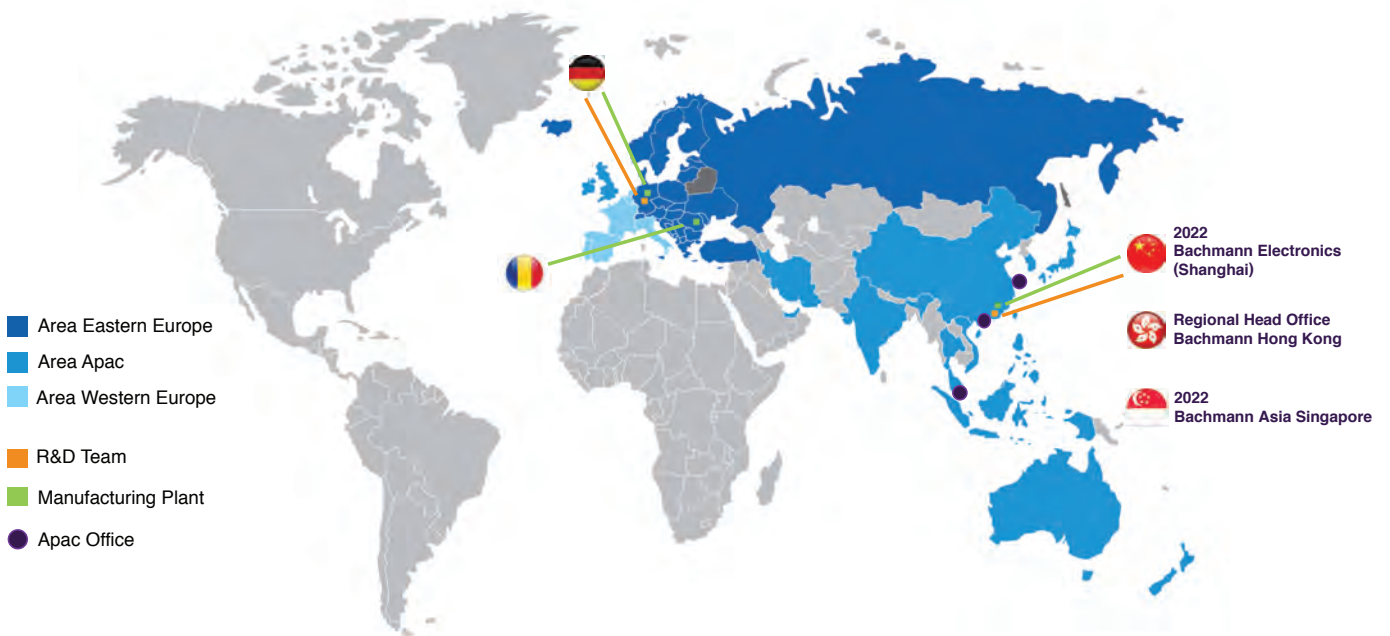 Area Eastern Europe
Area Apac
Area Western Europe
R&D Team
Manufacturing Plant
Apac Office
2022
Bachmann Electronics
(Shanghai)
Regional Head Office
Bachmann Hong Kong
2022
Bachmann Asia Singapore